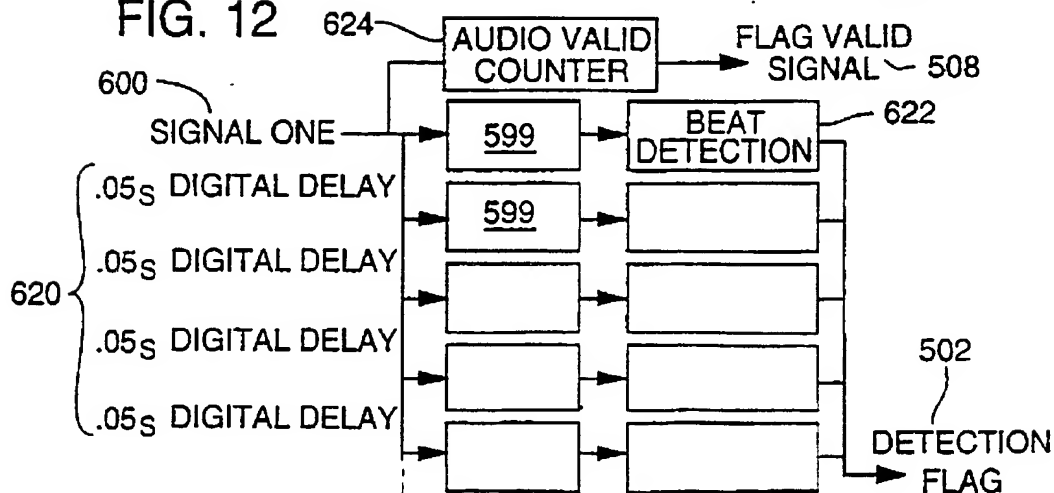 FIG. 12
624
AUDIO VALID
COUNTER
FLAG VALID
SIGNAL
508
600
SIGNAL ONE
599
BEAT
DETECTION
622
.05s DIGITAL DELAY
599
.05s DIGITAL DELAY
620
.05s DIGITAL DELAY
.05s DIGITAL DELAY
502
DETECTION
FLAG